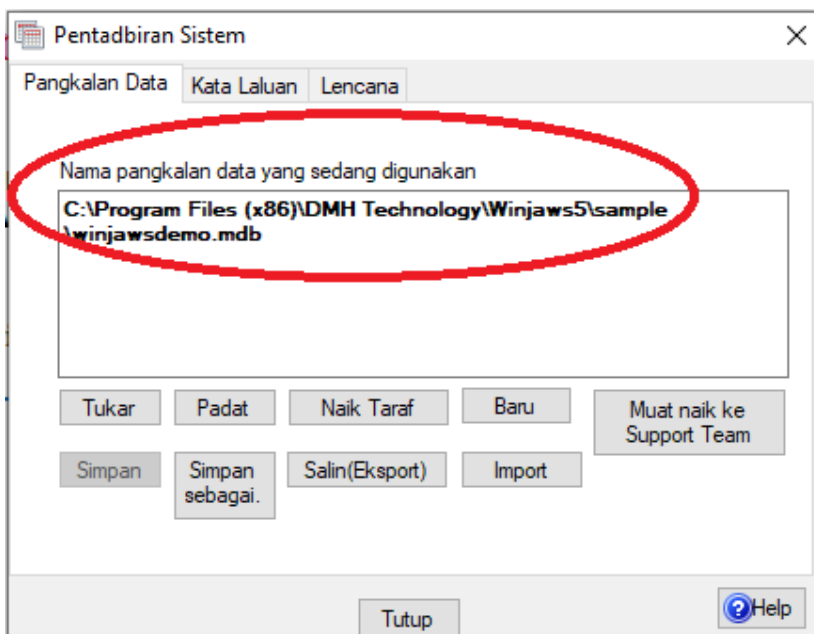 Pentadbiran Sistem
Pangkalan Data Kata Laluan Lencana
Nama pangkalan data yang sedang digunakan
C:\Program Files (x86)\DMH Technology\Winjaws5\sample
\winjawsdemo.mdb
Tukar Padat Naik Taraf Baru Muat naik ke
Support Team
Simpan Simpan Salin(Eksport) Import
sebagai.
Tutup Help